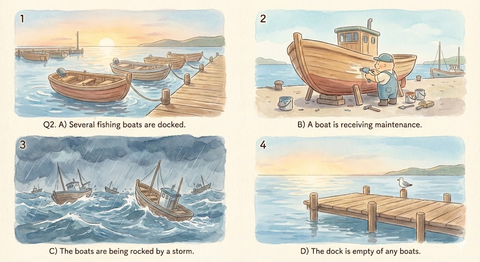 1
2
Q2. A) Several fishing boats are docked.
B) A boat is receiving maintenance.
3
4
C) The boats are being rocked by a storm.
D) The dock is empty of any boats.